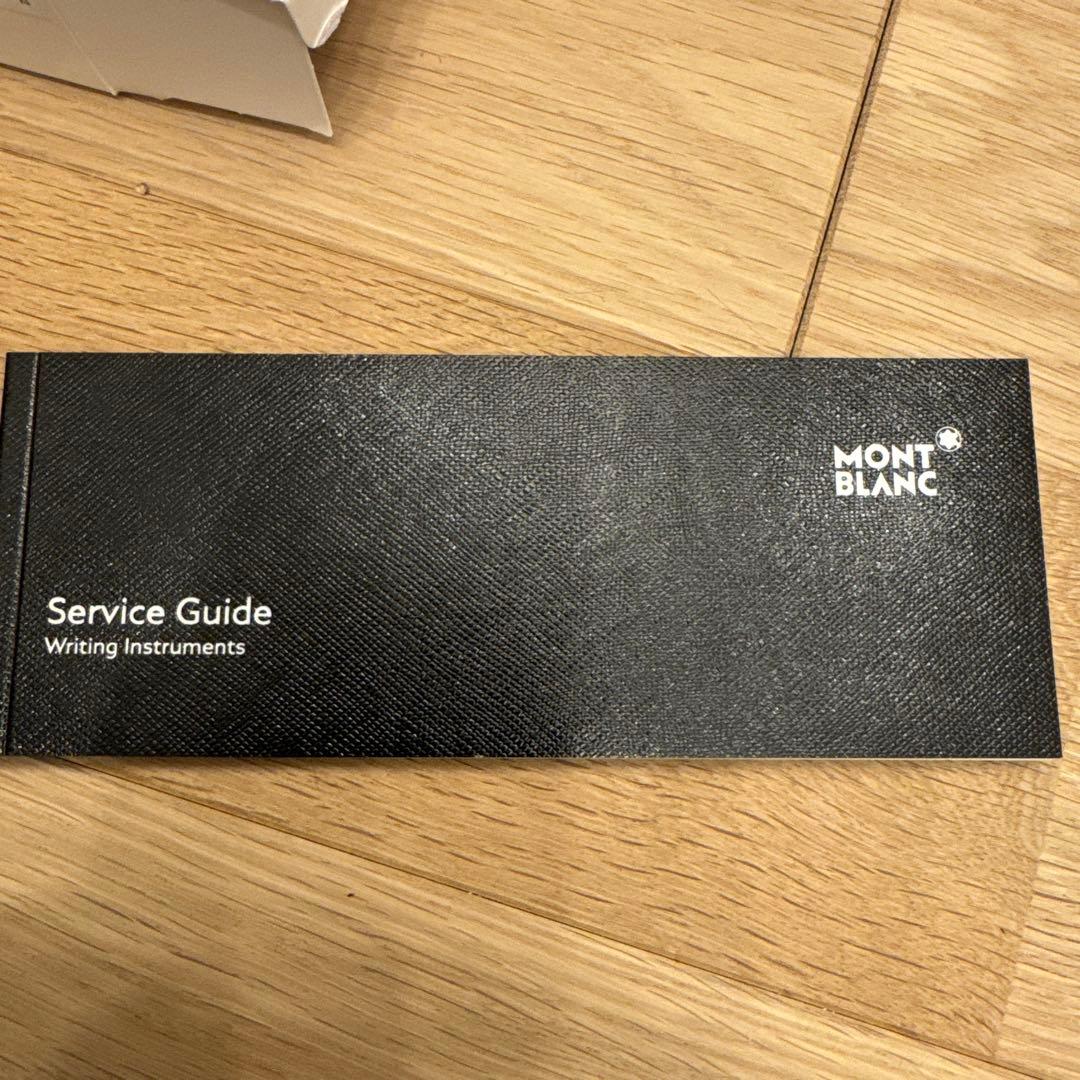 MONT
BLANC
Service Guide
Writing Instruments